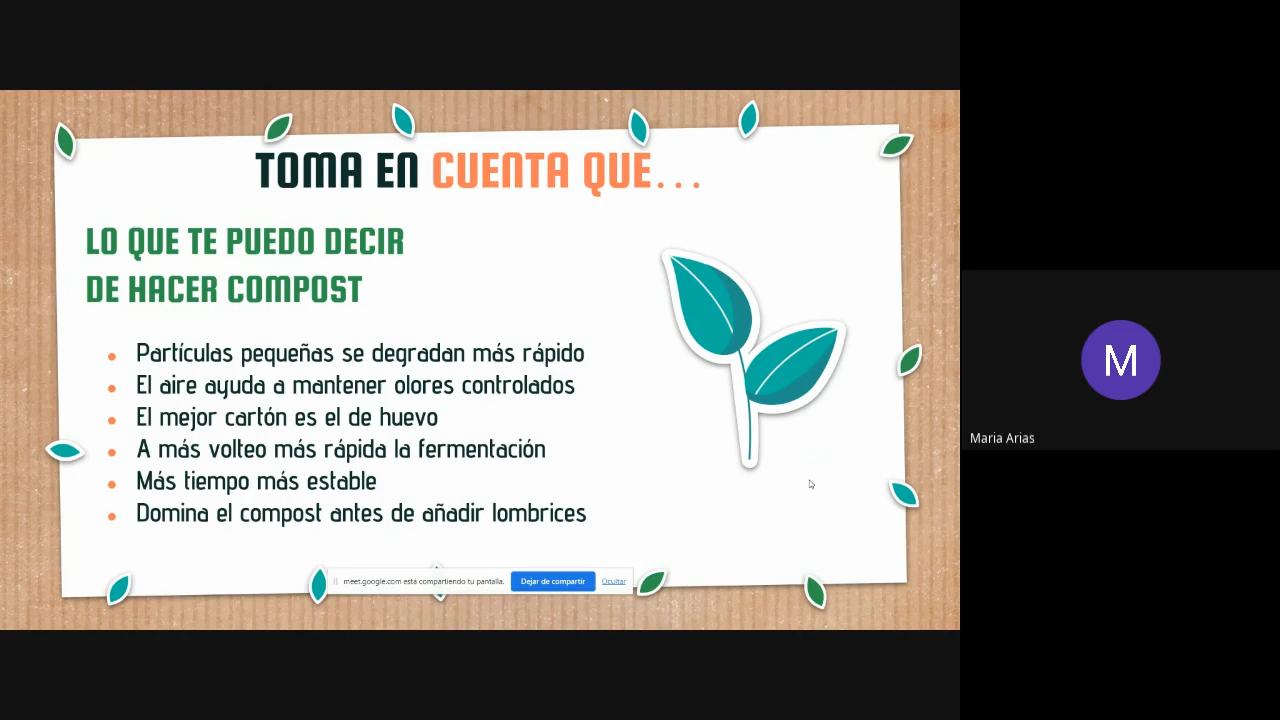 TOMA EN CUENTA QUE...
LO QUE TE PUEDO DECIR
DE HACER COMPOST
Partículas pequeñas se degradan más rápido
El aire ayuda a mantener olores controlados
El mejor cartón es el de huevo
A más volteo más rápida la fermentación
Más tiempo más estable
Domina el compost antes de añadir lombrices
meet.google.com está compartiendo tu pantalla. Dejar de compartir Ocultar
M
Maria Arias